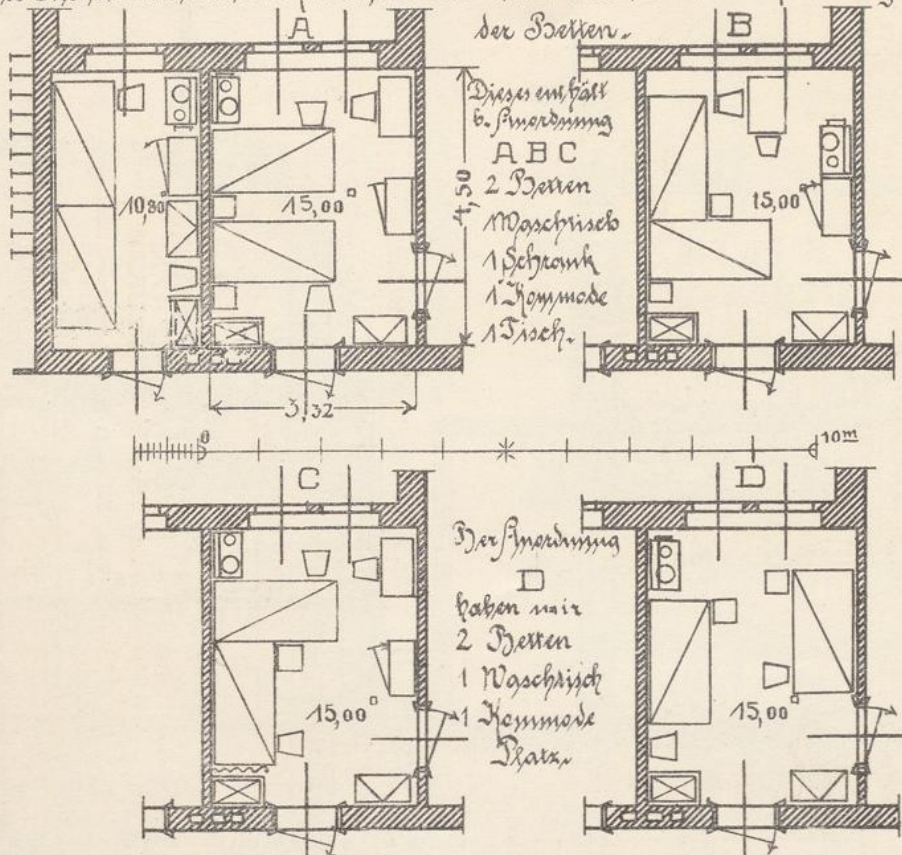 A
der Betten.
B
Dieses enthält
b. Anordnung
A B C
2 Betten
1 Waschtisch
1 Schrank
1 Kommode
1 Tisch.
10,80
15,00
4,50
15,00
3,32
0
10m
C
D
Bei Anordnung
D
haben wir
2 Betten
1 Waschtisch
1 Kommode
Platz.
15,00
15,00